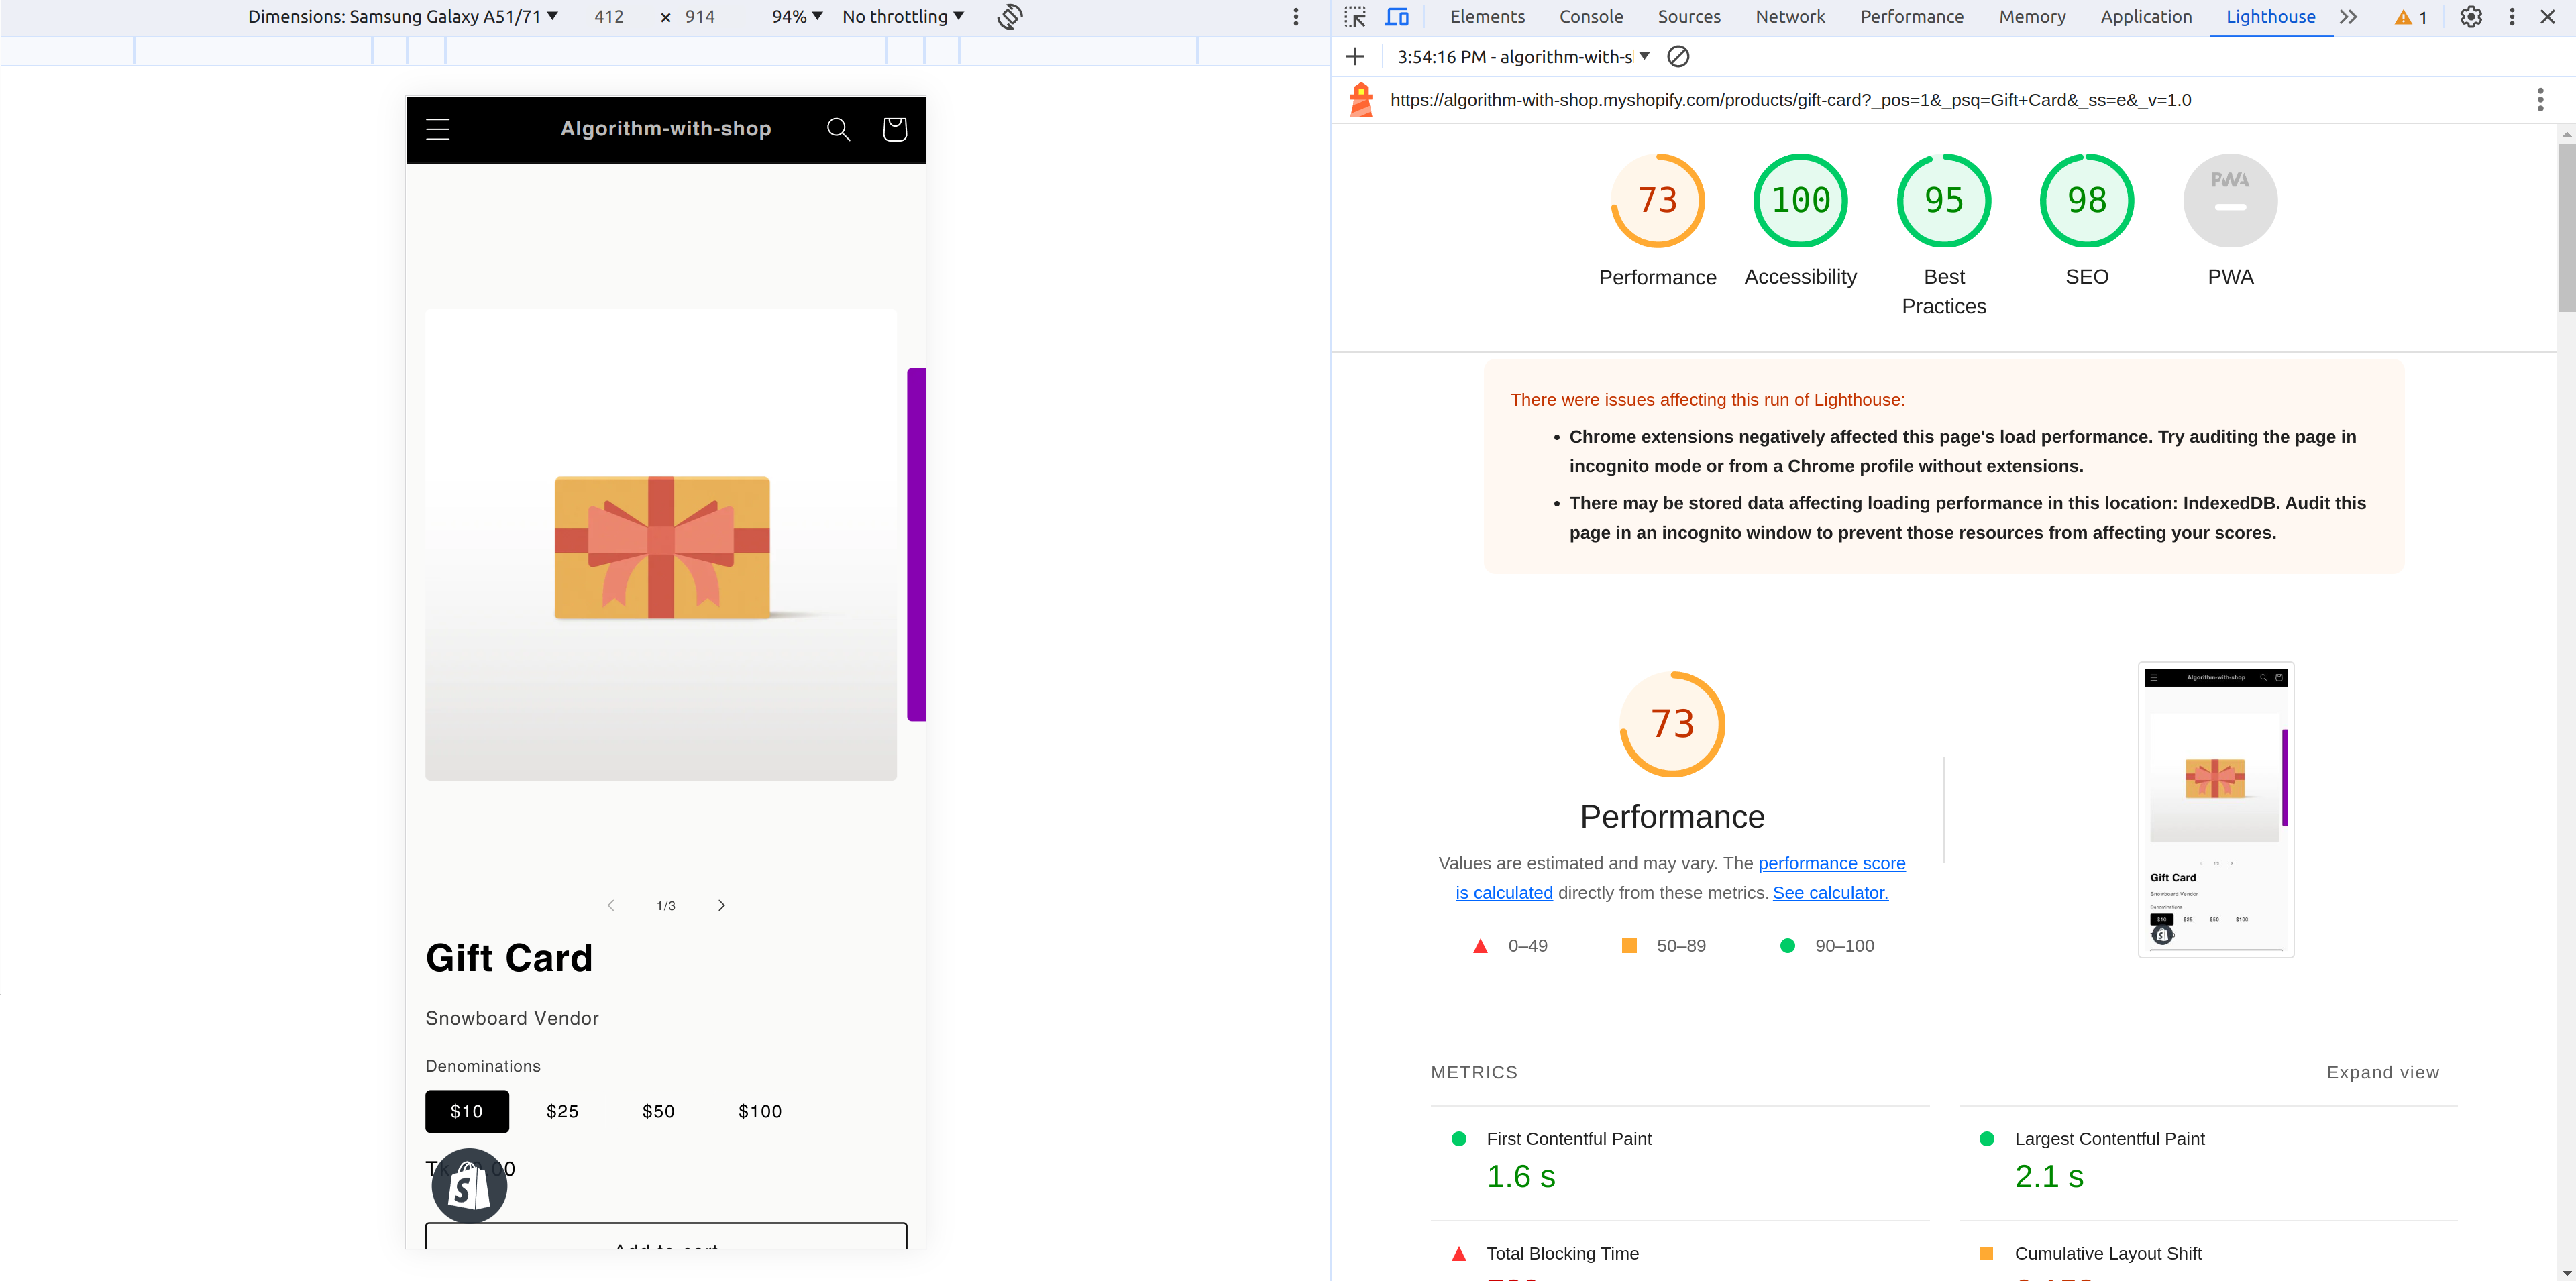 Dimensions: Samsung Galaxy A51/71 ▼ 412 × 914 94% ▼ No throttling ▼
Elements Console Sources Network Performance Memory Application Lighthouse 1
3:54:16 PM - algorithm-with-s ▼
https://algorithm-with-shop.myshopify.com/products/gift-card?_pos=1&_psq=Gift+Card&_ss=e&_v=1.0
Algorithm-with-shop
1/3
Gift Card
Snowboard Vendor
Denominations
$10 $25 $50 $100
Add to cart
73 100 95 98 PWA
Performance Accessibility Best Practices SEO PWA
There were issues affecting this run of Lighthouse:
• Chrome extensions negatively affected this page's load performance. Try auditing the page in
incognito mode or from a Chrome profile without extensions.
• There may be stored data affecting loading performance in this location: IndexedDB. Audit this
page in an incognito window to prevent those resources from affecting your scores.
73
Performance
Values are estimated and may vary. The performance score
is calculated directly from these metrics. See calculator.
0–49 50–89 90–100
Algorithm-with-shop
Gift Card
Snowboard Vendor
Denominations
$10 $25 $50 $100
METRICS Expand view
First Contentful Paint
1.6 s
Largest Contentful Paint
2.1 s
Total Blocking Time
Cumulative Layout Shift